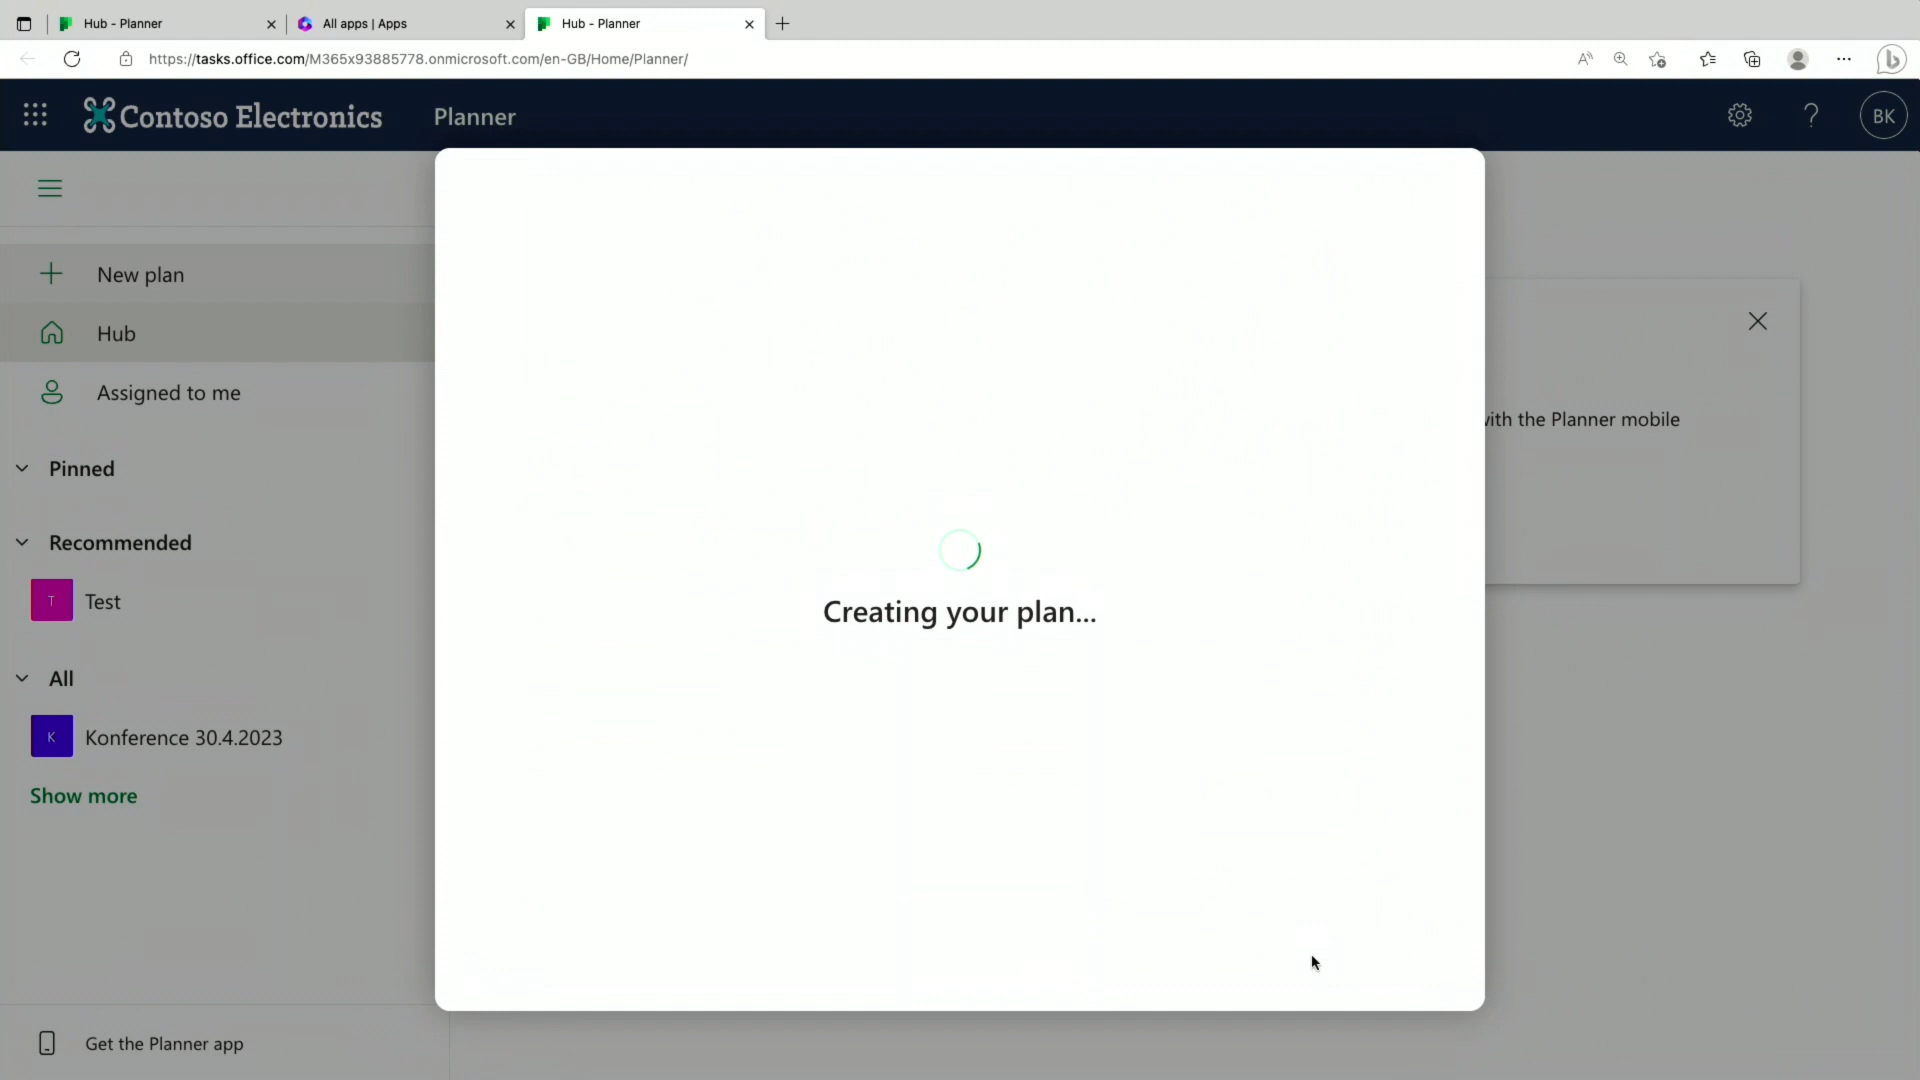 Hub - Planner
All apps | Apps
Hub - Planner
https://tasks.office.com/M365x93885778.onmicrosoft.com/en-GB/Home/Planner/
Contoso Electronics
Planner
BK
New plan
Hub
Assigned to me
Pinned
Recommended
T
Test
All
K
Konference 30.4.2023
Show more
Get the Planner app
Creating your plan...
with the Planner mobile